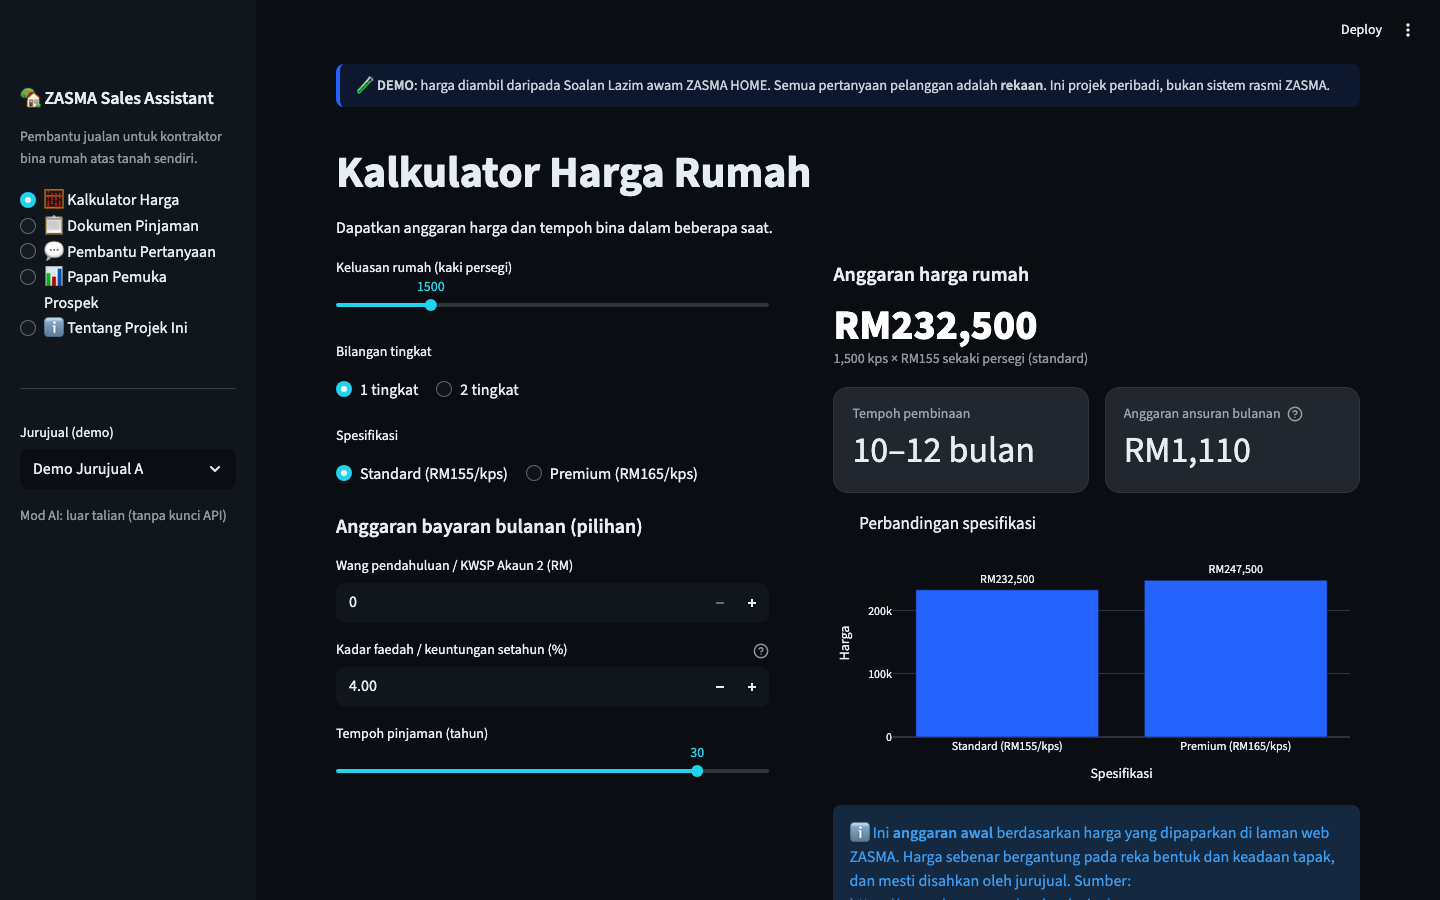 Deploy
ZASMA Sales Assistant
Pembantu jualan untuk kontraktor
bina rumah atas tanah sendiri.
Kalkulator Harga
Dokumen Pinjaman
Pembantu Pertanyaan
Papan Pemuka
Prospek
Tentang Projek Ini
Jurujual (demo)
Demo Jurujual A
Mod AI: luar talian (tanpa kunci API)
DEMO: harga diambil daripada Soalan Lazim awam ZASMA HOME. Semua pertanyaan pelanggan adalah rekaan. Ini projek peribadi, bukan sistem rasmi ZASMA.
Kalkulator Harga Rumah
Dapatkan anggaran harga dan tempoh bina dalam beberapa saat.
Keluasan rumah (kaki persegi)
1500
Bilangan tingkat
1 tingkat 2 tingkat
Spesifikasi
Standard (RM155/kps) Premium (RM165/kps)
Anggaran bayaran bulanan (pilihan)
Wang pendahuluan / KWSP Akaun 2 (RM)
0 − +
Kadar faedah / keuntungan setahun (%) ?
4.00 − +
Tempoh pinjaman (tahun)
30
Anggaran harga rumah
RM232,500
1,500 kps × RM155 sekaki persegi (standard)
Tempoh pembinaan
10–12 bulan
Anggaran ansuran bulanan ?
RM1,110
Perbandingan spesifikasi
RM232,500
RM247,500
200k
100k
0
Harga
Standard (RM155/kps)
Premium (RM165/kps)
Spesifikasi
Ini anggaran awal berdasarkan harga yang dipaparkan di laman web
ZASMA. Harga sebenar bergantung pada reka bentuk dan keadaan tapak,
dan mesti disahkan oleh jurujual. Sumber: